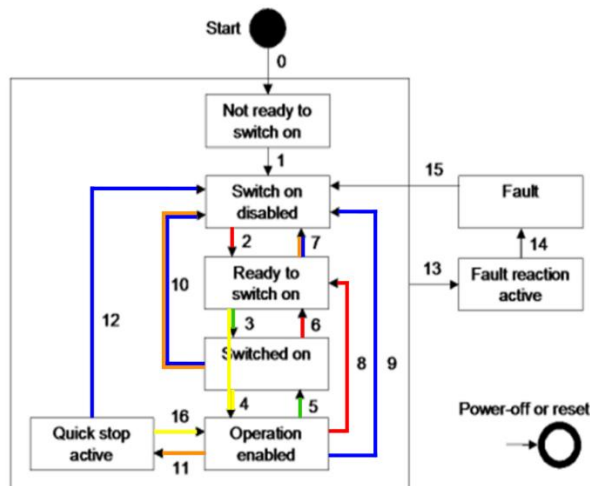 Start
0
Not ready to
switch on
1
15
Switch on
disabled
Fault
2
7
14
10
Ready to
switch on
13
Fault reaction
active
12
3
6
Switched on
8
9
4
5
Power-off or reset
16
Quick stop
active
Operation
enabled
11